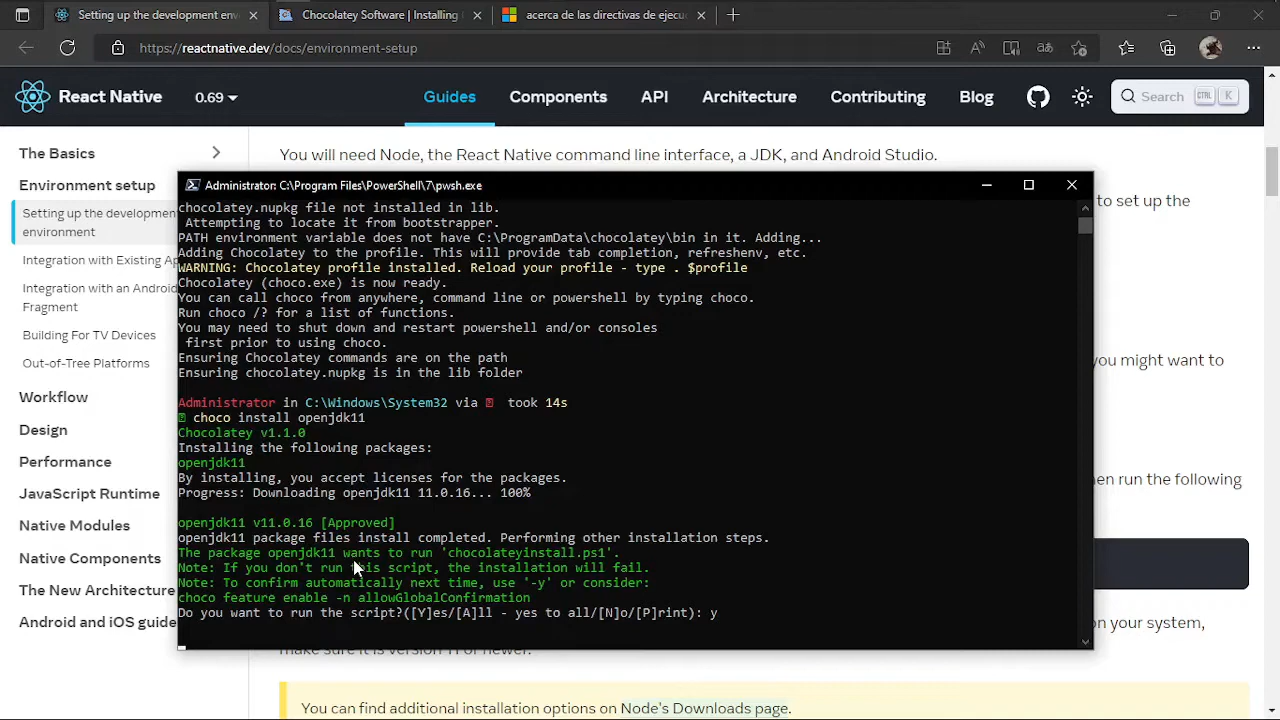 Setting up the development env
Chocolatey Software | Installing
acerca de las directivas de ejecu
https://reactnative.dev/docs/environment-setup
React Native
0.69
Guides
Components
API
Architecture
Contributing
Blog
Search
CTRL
K
The Basics
Environment setup
Setting up the development
environment
Integration with Existing Ap
Integration with an Android
Fragment
Building For TV Devices
Out-of-Tree Platforms
Workflow
Design
Performance
JavaScript Runtime
Native Modules
Native Components
The New Architecture
Android and iOS guide
You will need Node, the React Native command line interface, a JDK, and Android Studio.
to set up the
you might want to
en run the following
on your system,
make sure it is version 11 or newer.
You can find additional installation options on Node's Downloads page.
Administrator: C:\Program Files\PowerShell\7\pwsh.exe
chocolatey.nupkg file not installed in lib.
Attempting to locate it from bootstrapper.
PATH environment variable does not have C:\ProgramData\chocolatey\bin in it. Adding...
Adding Chocolatey to the profile. This will provide tab completion, refreshenv, etc.
WARNING: Chocolatey profile installed. Reload your profile - type . $profile
Chocolatey (choco.exe) is now ready.
You can call choco from anywhere, command line or powershell by typing choco.
Run choco /? for a list of functions.
You may need to shut down and restart powershell and/or consoles
first prior to using choco.
Ensuring Chocolatey commands are on the path
Ensuring chocolatey.nupkg is in the lib folder
Administrator in C:\Windows\System32 via took 14s
choco install openjdk11
Chocolatey v1.1.0
Installing the following packages:
openjdk11
By installing, you accept licenses for the packages.
Progress: Downloading openjdk11 11.0.16... 100%
openjdk11 v11.0.16 [Approved]
openjdk11 package files install completed. Performing other installation steps.
The package openjdk11 wants to run 'chocolateyinstall.ps1'.
Note: If you don't run this script, the installation will fail.
Note: To confirm automatically next time, use '-y' or consider:
choco feature enable -n allowGlobalConfirmation
Do you want to run the script?([Y]es/[A]ll - yes to all/[N]o/[P]rint): y